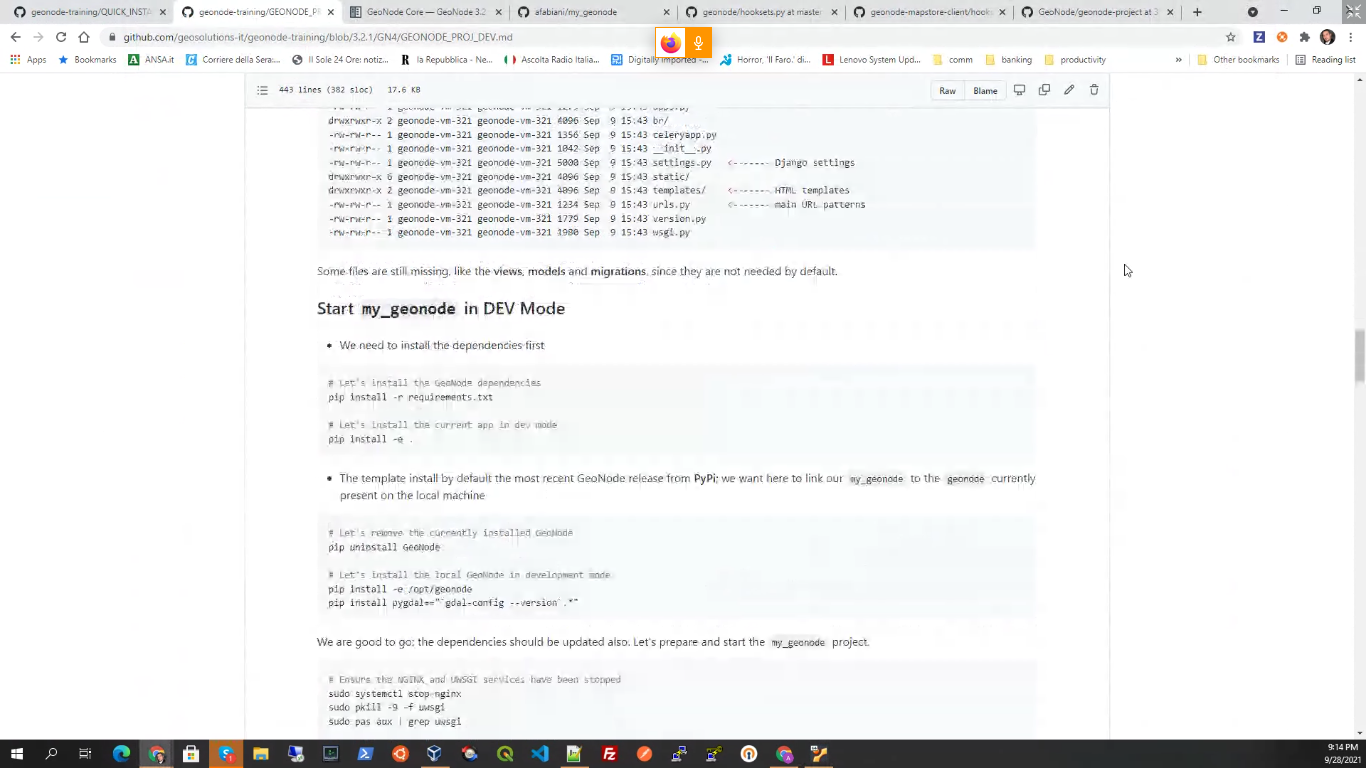 geonode-training/QUICK_INSTA
geonode-training/GEONODE_PR
GeoNode Core — GeoNode 3.2.
afabiani/my_geonode
geonode/hooksets.py at master
geonode-mapstore-client/hooks
GeoNode/geonode-project at 3.
github.com/geosolutions-it/geonode-training/blob/3.2.1/GN4/GEONODE_PROJ_DEV.md
Apps
Bookmarks
ANSA.it
Corriere della Sera:...
Il Sole 24 Ore: notiz...
la Repubblica - Ne...
Ascolta Radio Italia...
Digitally Imported -...
Horror, 'Il Faro.' di...
Lenovo System Upd...
comm
banking
productivity
»
Other bookmarks
Reading list
443 lines (382 sloc) 17.6 KB
Raw
Blame
drwxrwxr-x 2 geonode-vm-321 geonode-vm-321 4096 Sep 9 15:43 br/
-rw-rw-r-- 1 geonode-vm-321 geonode-vm-321 1356 Sep 9 15:43 celeryapp.py
-rw-rw-r-- 1 geonode-vm-321 geonode-vm-321 1042 Sep 9 15:43 __init__.py
-rw-rw-r-- 1 geonode-vm-321 geonode-vm-321 5000 Sep 9 15:43 settings.py <------- Django settings
drwxrwxr-x 6 geonode-vm-321 geonode-vm-321 4096 Sep 9 15:43 static/
drwxrwxr-x 2 geonode-vm-321 geonode-vm-321 4096 Sep 9 15:43 templates/ <------- HTML templates
-rw-rw-r-- 1 geonode-vm-321 geonode-vm-321 1234 Sep 9 15:43 urls.py <------- main URL patterns
-rw-rw-r-- 1 geonode-vm-321 geonode-vm-321 1779 Sep 9 15:43 version.py
-rw-rw-r-- 1 geonode-vm-321 geonode-vm-321 1980 Sep 9 15:43 wsgi.py
Some files are still missing, like the views, models and migrations, since they are not needed by default.
Start my_geonode in DEV Mode
• We need to install the dependencies first
# Let's install the GeoNode dependencies
pip install -r requirements.txt
# Let's install the current app in dev mode
pip install -e .
• The template install by default the most recent GeoNode release from PyPi; we want here to link our my_geonode to the geonode currently
present on the local machine
# Let's remove the currently installed GeoNode
pip uninstall GeoNode
# Let's install the local GeoNode in development mode
pip install -e /opt/geonode
pip install pygdal=="`gdal-config --version`.*"
We are good to go; the dependencies should be updated also. Let's prepare and start the my_geonode project.
# Ensure the NGINX and UWSGI services have been stopped
sudo systemctl stop nginx
sudo pkill -9 -f uwsgi
sudo pas aux | grep uwsgi
9:14 PM
9/28/2021